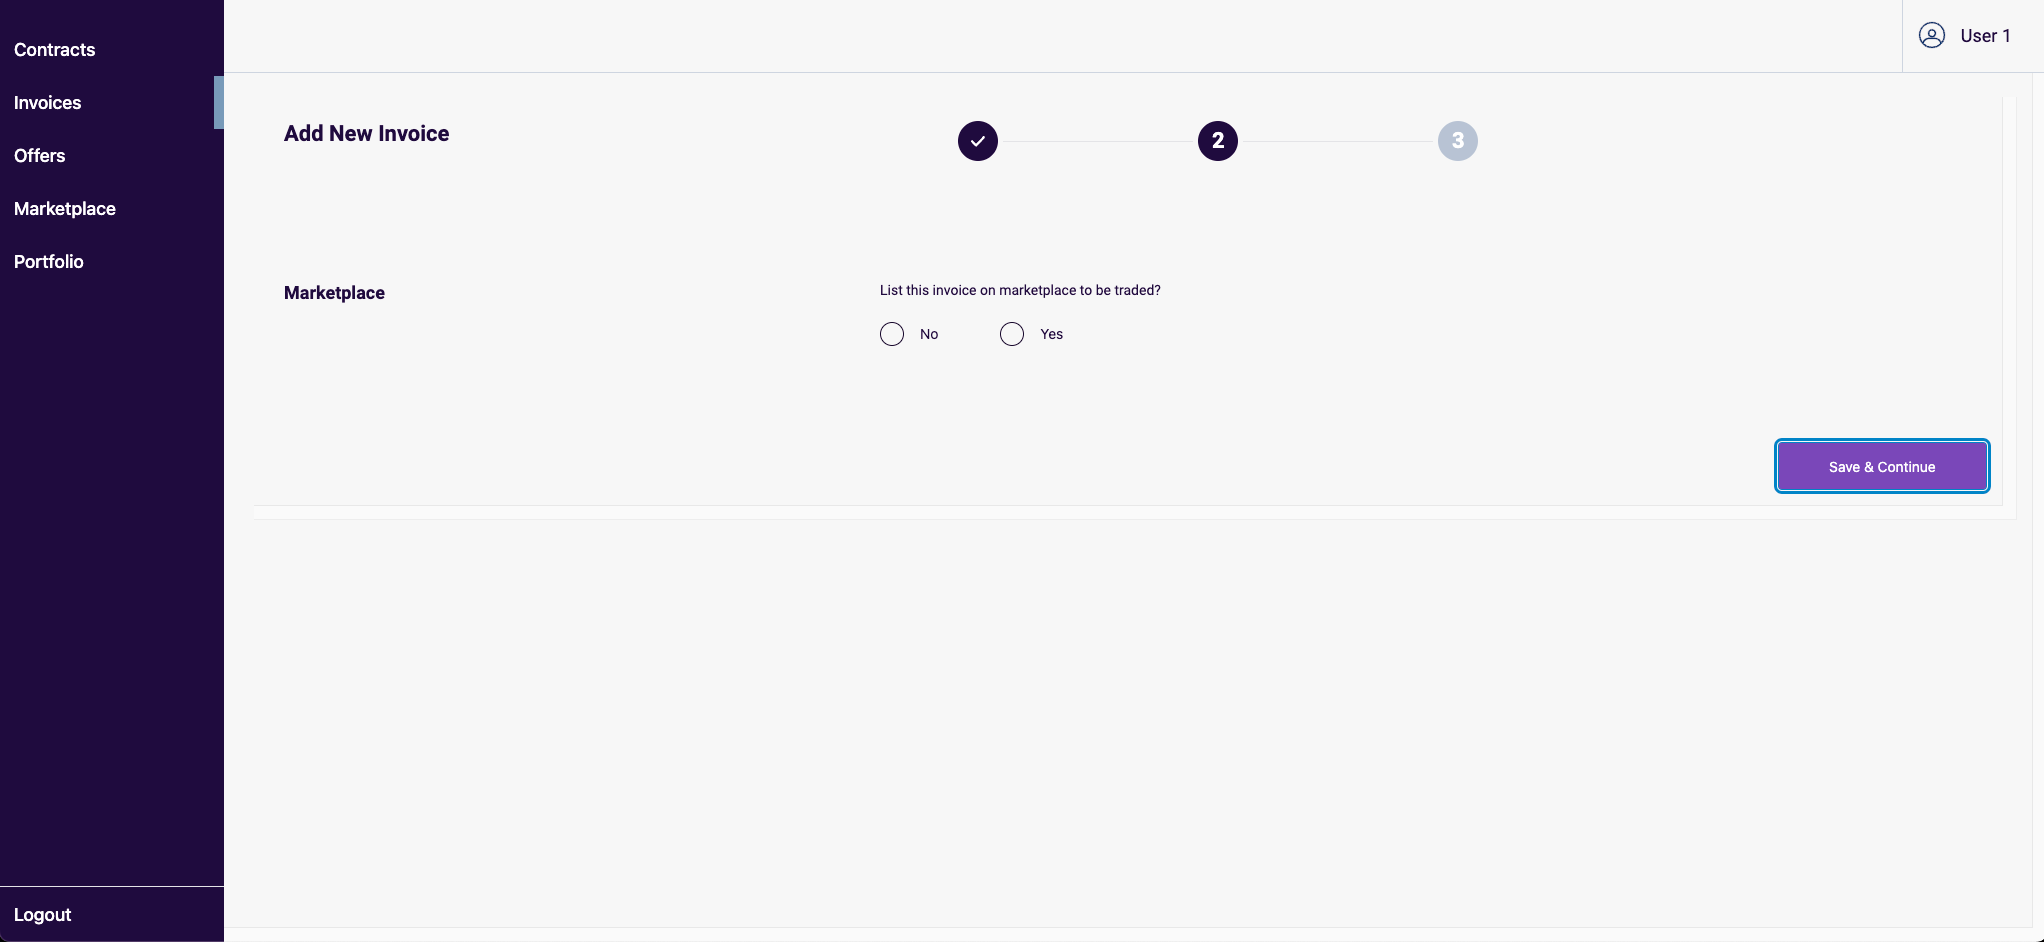 Contracts
Invoices
Offers
Marketplace
Portfolio
Logout
User 1
Add New Invoice
2
3
Marketplace
List this invoice on marketplace to be traded?
No
Yes
Save & Continue